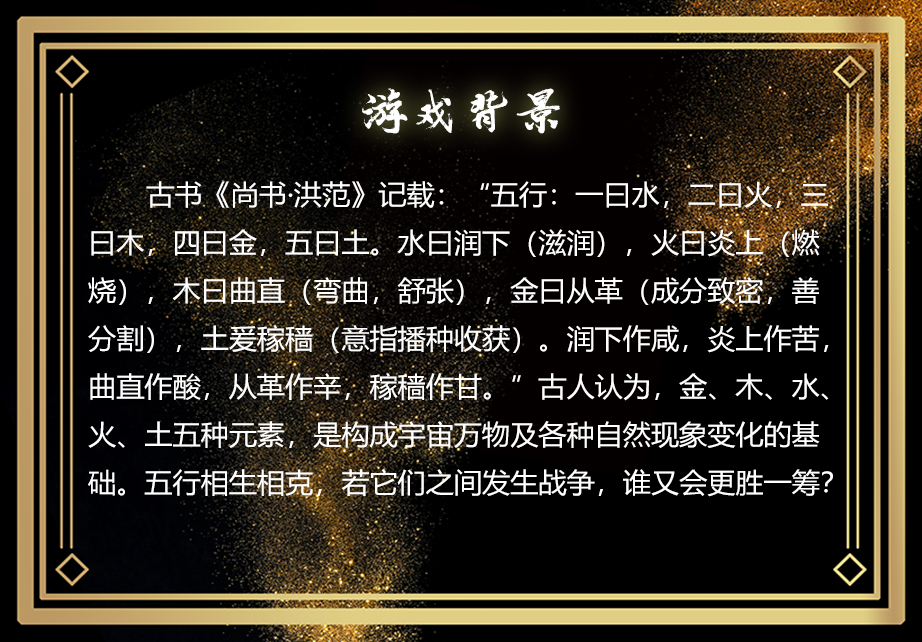 游戏背景
古书《尚书·洪范》记载：“五行：一曰水，二曰火，三
曰木，四曰金，五曰土。水曰润下（滋润），火曰炎上（燃
烧），木曰曲直（弯曲，舒张），金曰从革（成分致密，善
分割），土爰稼穑（意指播种收获）。润下作咸，炎上作苦，
曲直作酸，从革作辛，稼穑作甘。”古人认为，金、木、水、
火、土五种元素，是构成宇宙万物及各种自然现象变化的基
础。五行相生相克，若它们之间发生战争，谁又会更胜一筹？